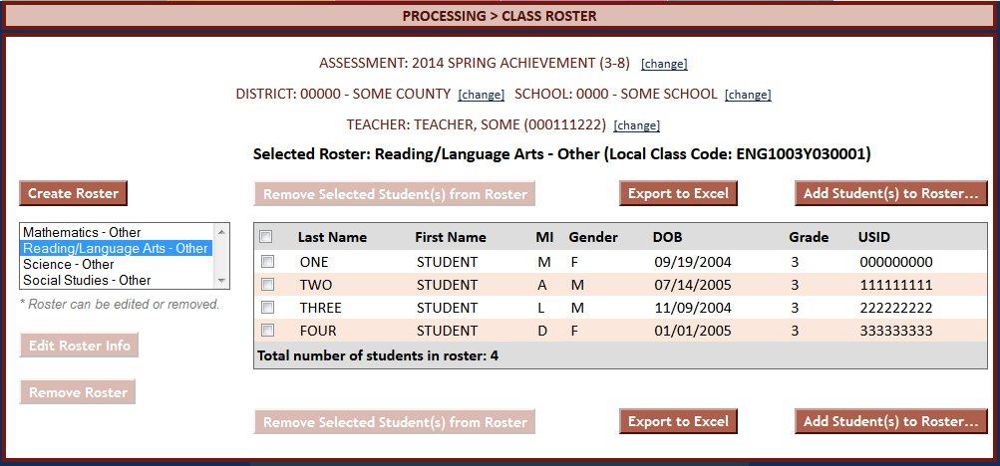 PROCESSING > CLASS ROSTER
ASSESSMENT: 2014 SPRING ACHIEVEMENT (3-8) [change]
DISTRICT: 00000 - SOME COUNTY [change] SCHOOL: 0000 - SOME SCHOOL [change]
TEACHER: TEACHER, SOME (000111222) [change]
Selected Roster: Reading/Language Arts - Other (Local Class Code: ENG1003Y030001)
Create Roster
Remove Selected Student(s) from Roster Export to Excel Add Student(s) to Roster...
Mathematics - Other
Reading/Language Arts - Other
Science - Other
Social Studies - Other
* Roster can be edited or removed.
Edit Roster Info
Remove Roster
Last Name First Name MI Gender DOB Grade USID
ONE STUDENT M F 09/19/2004 3 000000000
TWO STUDENT A M 07/14/2005 3 111111111
THREE STUDENT L M 11/09/2004 3 222222222
FOUR STUDENT D F 01/01/2005 3 333333333
Total number of students in roster: 4
Remove Selected Student(s) from Roster Export to Excel Add Student(s) to Roster...